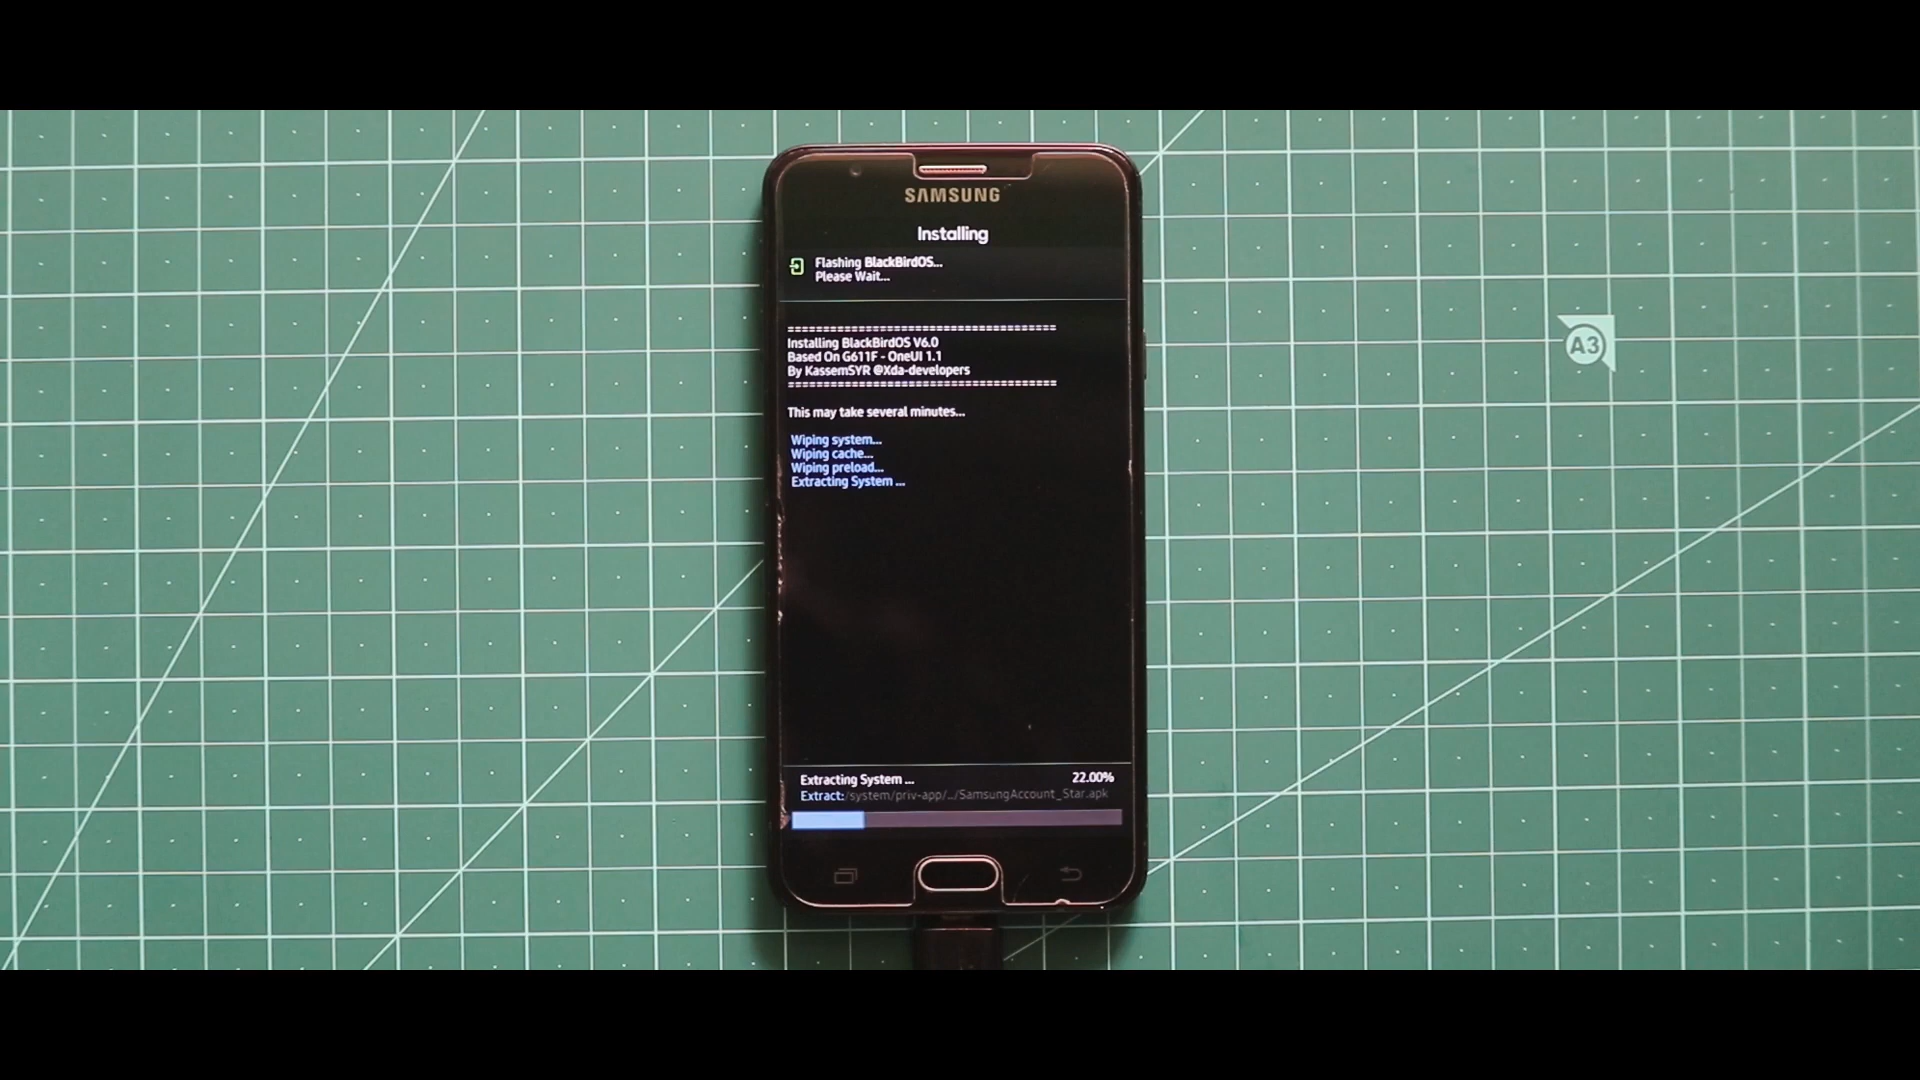 SAMSUNG
Installing
Flashing BlackBirdOS...
Please Wait...
=====================================
Installing BlackBirdOS V6.0
Based On G611F - OneUI 1.1
By KassemSYR @Xda-developers
=====================================
This may take several minutes...
Wiping system...
Wiping cache...
Wiping preload...
Extracting System ...
Extracting System ... 22.00%
Extract:/system/priv-app/../SamsungAccount_Star.apk
A3